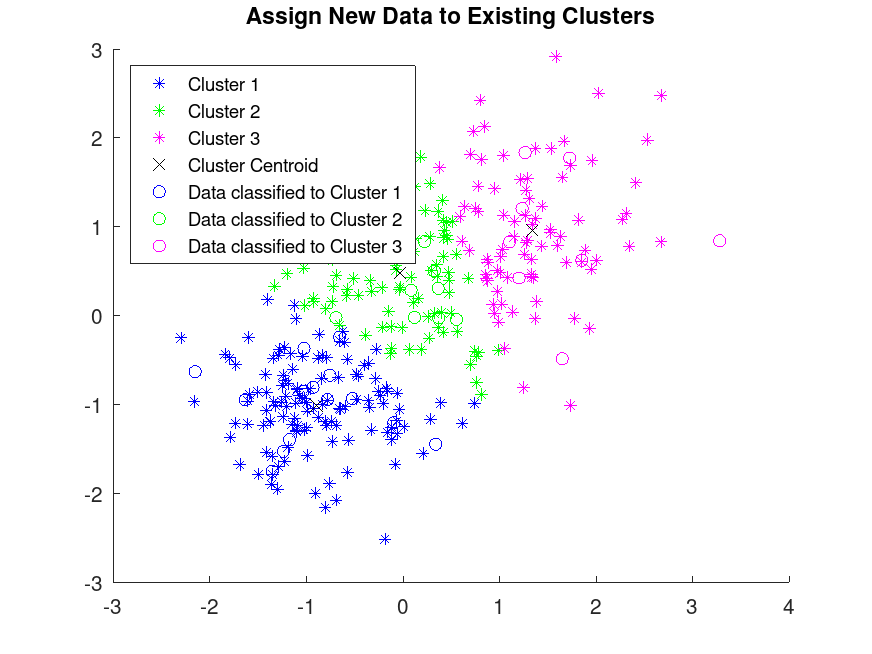 Assign New Data to Existing Clusters
3
2
1
0
-1
-2
-3
Cluster 1
Cluster 2
Cluster 3
Cluster Centroid
Data classified to Cluster 1
Data classified to Cluster 2
Data classified to Cluster 3
-3 -2 -1 0 1 2 3 4